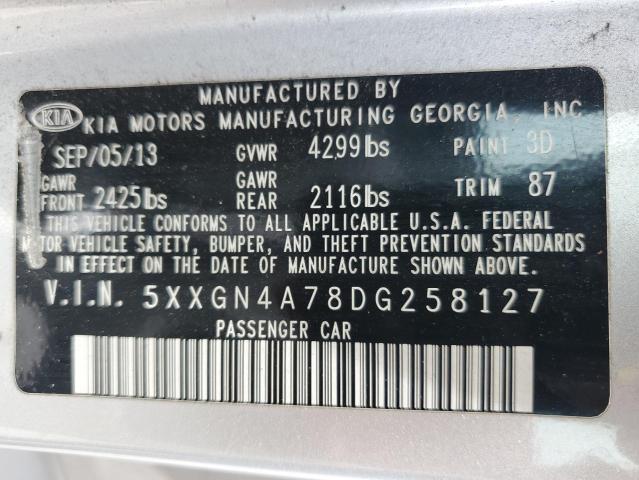 MANUFACTURED BY
KIA KIA MOTORS MANUFACTURING GEORGIA, INC
SEP/05/13 GVWR 4299lbs PAINT 3D
GAWR FRONT 2425lbs GAWR REAR 2116lbs TRIM 87
THIS VEHICLE CONFORMS TO ALL APPLICABLE U.S.A. FEDERAL
MOTOR VEHICLE SAFETY, BUMPER, AND THEFT PREVENTION STANDARDS
IN EFFECT ON THE DATE OF MANUFACTURE SHOWN ABOVE.
V.I.N. 5XXGN4A78DG258127
PASSENGER CAR